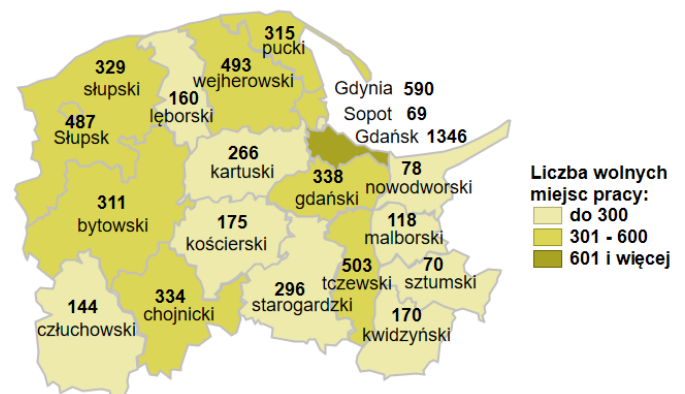 315
pucki
493
wejherowski
329
słupski
160
lęborski
487
Słupsk
Gdynia 590
Sopot 69
Gdańsk 1346
266
kartuski
338
gdański
78
nowodworski
311
bytowski
175
kościerski
118
malborski
503
tczewski
70
sztumski
296
starogardzki
334
chojnicki
144
człuchowski
170
kwidzyński
Liczba wolnych
miejsc pracy:
do 300
301 - 600
601 i więcej